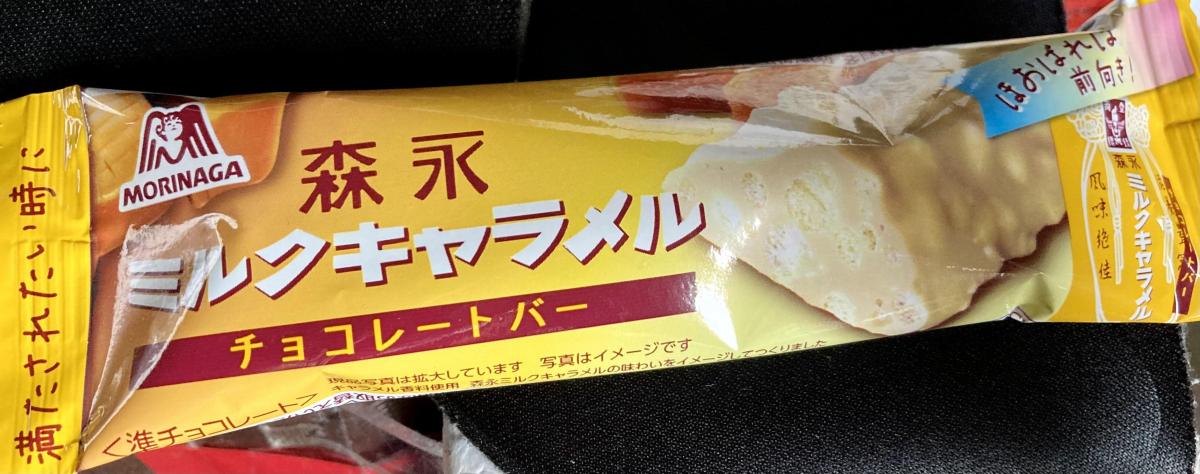 満たされたい時に
MORINAGA
森永
ミルクキャラメル
チョコレートバー
現品写真は拡大しています 写真はイメージです
キャラメル香料使用 森永ミルクキャラメルの味わいをイメージしてつくりました
<準チョコレート>
ほおばれば
前向き!
森永
ミルクキャラメル
風味絶佳